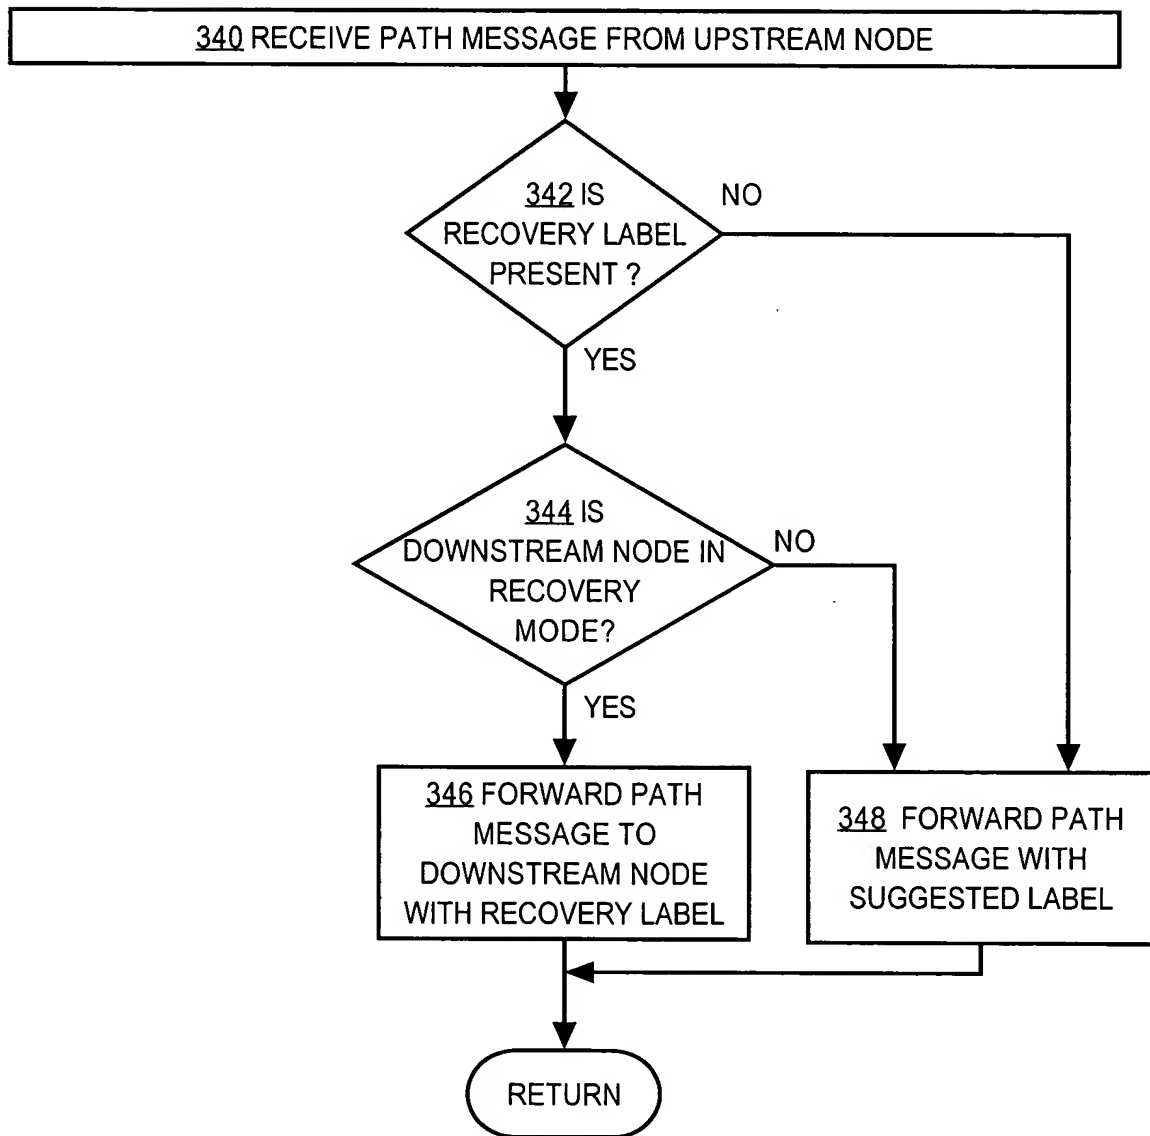 340 RECEIVE PATH MESSAGE FROM UPSTREAM NODE
342 IS
RECOVERY LABEL
PRESENT ?
NO
YES
344 IS
DOWNSTREAM NODE IN
RECOVERY
MODE?
NO
YES
346 FORWARD PATH
MESSAGE TO
DOWNSTREAM NODE
WITH RECOVERY LABEL
348 FORWARD PATH
MESSAGE WITH
SUGGESTED LABEL
RETURN